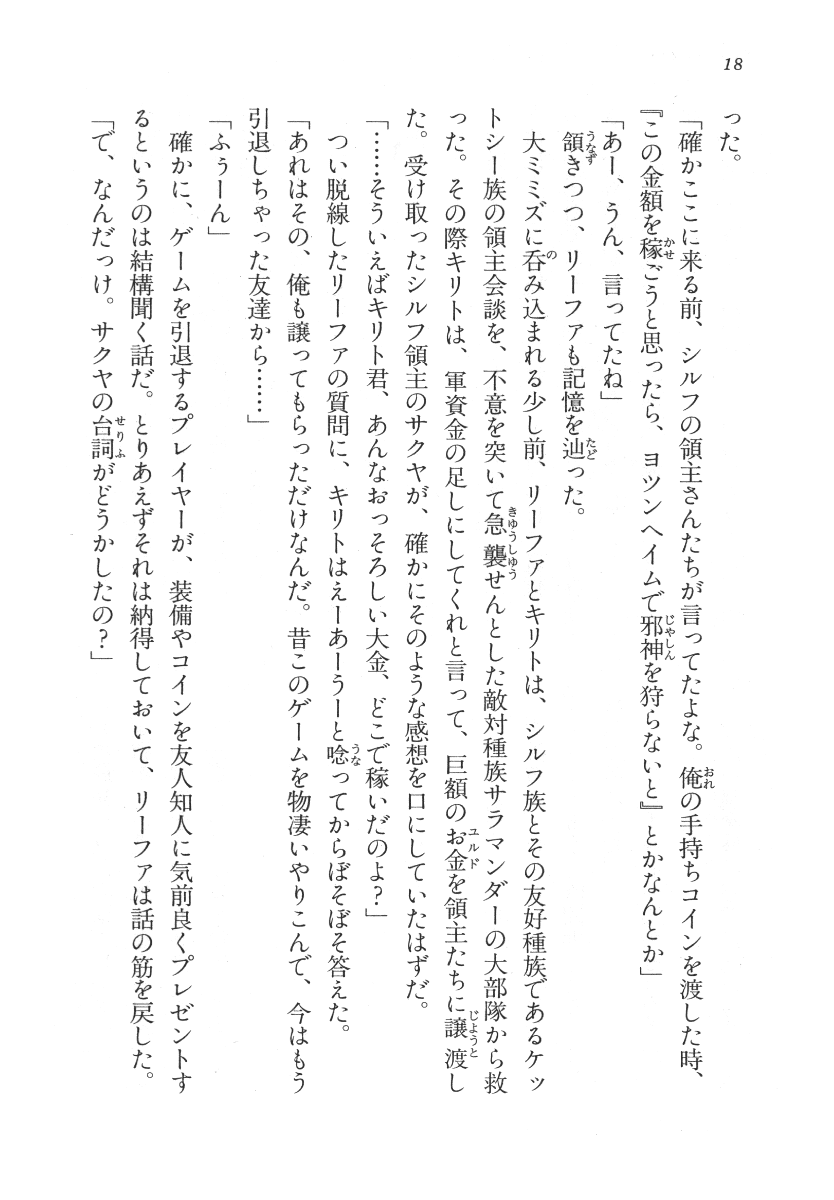 18
った。
「確かここに来る前、シルフの領主さんたちが言ってたよな。俺の手持ちコインを渡した時、
『この金額を稼ごうと思ったら、ヨツンヘイムで邪神を狩らないと』とかなんとか」
「あー、うん、言ってたね」
頷きつつ、リーファも記憶を辿った。
大ミミズに呑み込まれる少し前、リーファとキリトは、シルフ族とその友好種族であるケッ
トシー族の領主会談を、不意を突いて急襲せんとした敵対種族サラマンダーの大部隊から救
った。その際キリトは、軍資金の足しにしてくれと言って、巨額のお金を領主たちに譲渡し
た。受け取ったシルフ領主のサクヤが、確かにそのような感想を口にしていたはずだ。
「……そういえばキリト君、あんなおっそろしい大金、どこで稼いだのよ？」
つい脱線したリーファの質問に、キリトはえーあーうーと唸ってからぼそぼそ答えた。
「あれはその、俺も譲ってもらっただけなんだ。昔このゲームを物凄いやりこんで、今はもう
引退しちゃった友達から……」
「ふぅーん」
確かに、ゲームを引退するプレイヤーが、装備やコインを友人知人に気前良くプレゼントす
るというのは結構聞く話だ。とりあえずそれは納得しておいて、リーファは話の筋を戻した。
「で、なんだっけ。サクヤの台詞がどうかしたの？」